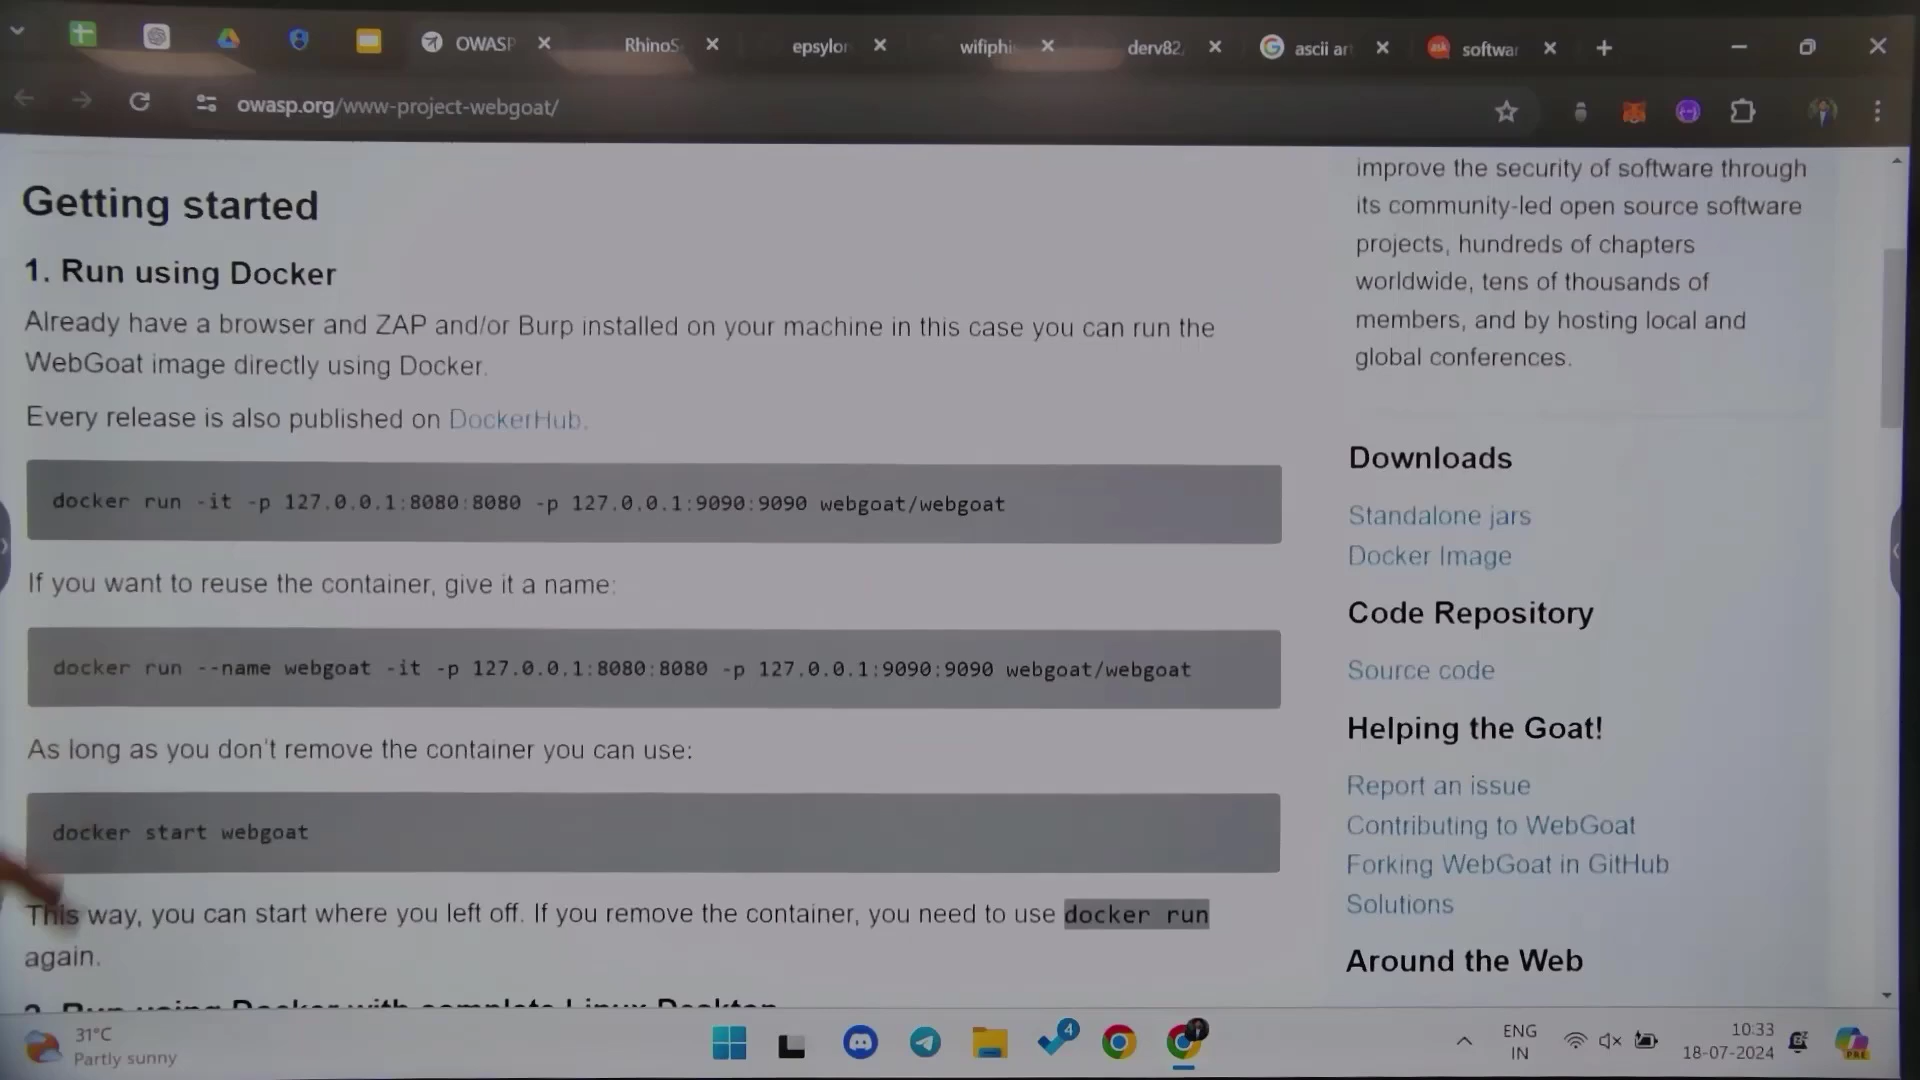 OWASP
RhinoS
epsylor
wifiphi
derv82
ascii ar
softwar
owasp.org/www-project-webgoat/
Getting started
1. Run using Docker
Already have a browser and ZAP and/or Burp installed on your machine in this case you can run the
WebGoat image directly using Docker.
Every release is also published on DockerHub.
docker run -it -p 127.0.0.1:8080:8080 -p 127.0.0.1:9090:9090 webgoat/webgoat
If you want to reuse the container, give it a name:
docker run --name webgoat -it -p 127.0.0.1:8080:8080 -p 127.0.0.1:9090:9090 webgoat/webgoat
As long as you don't remove the container you can use:
docker start webgoat
This way, you can start where you left off. If you remove the container, you need to use docker run
again.
2. Run using Docker with complete Linux Desktop
improve the security of software through
its community-led open source software
projects, hundreds of chapters
worldwide, tens of thousands of
members, and by hosting local and
global conferences.
Downloads
Standalone jars
Docker Image
Code Repository
Source code
Helping the Goat!
Report an issue
Contributing to WebGoat
Forking WebGoat in GitHub
Solutions
Around the Web
31°C
Partly sunny
4
ENG
IN
10:33
18-07-2024
PRE